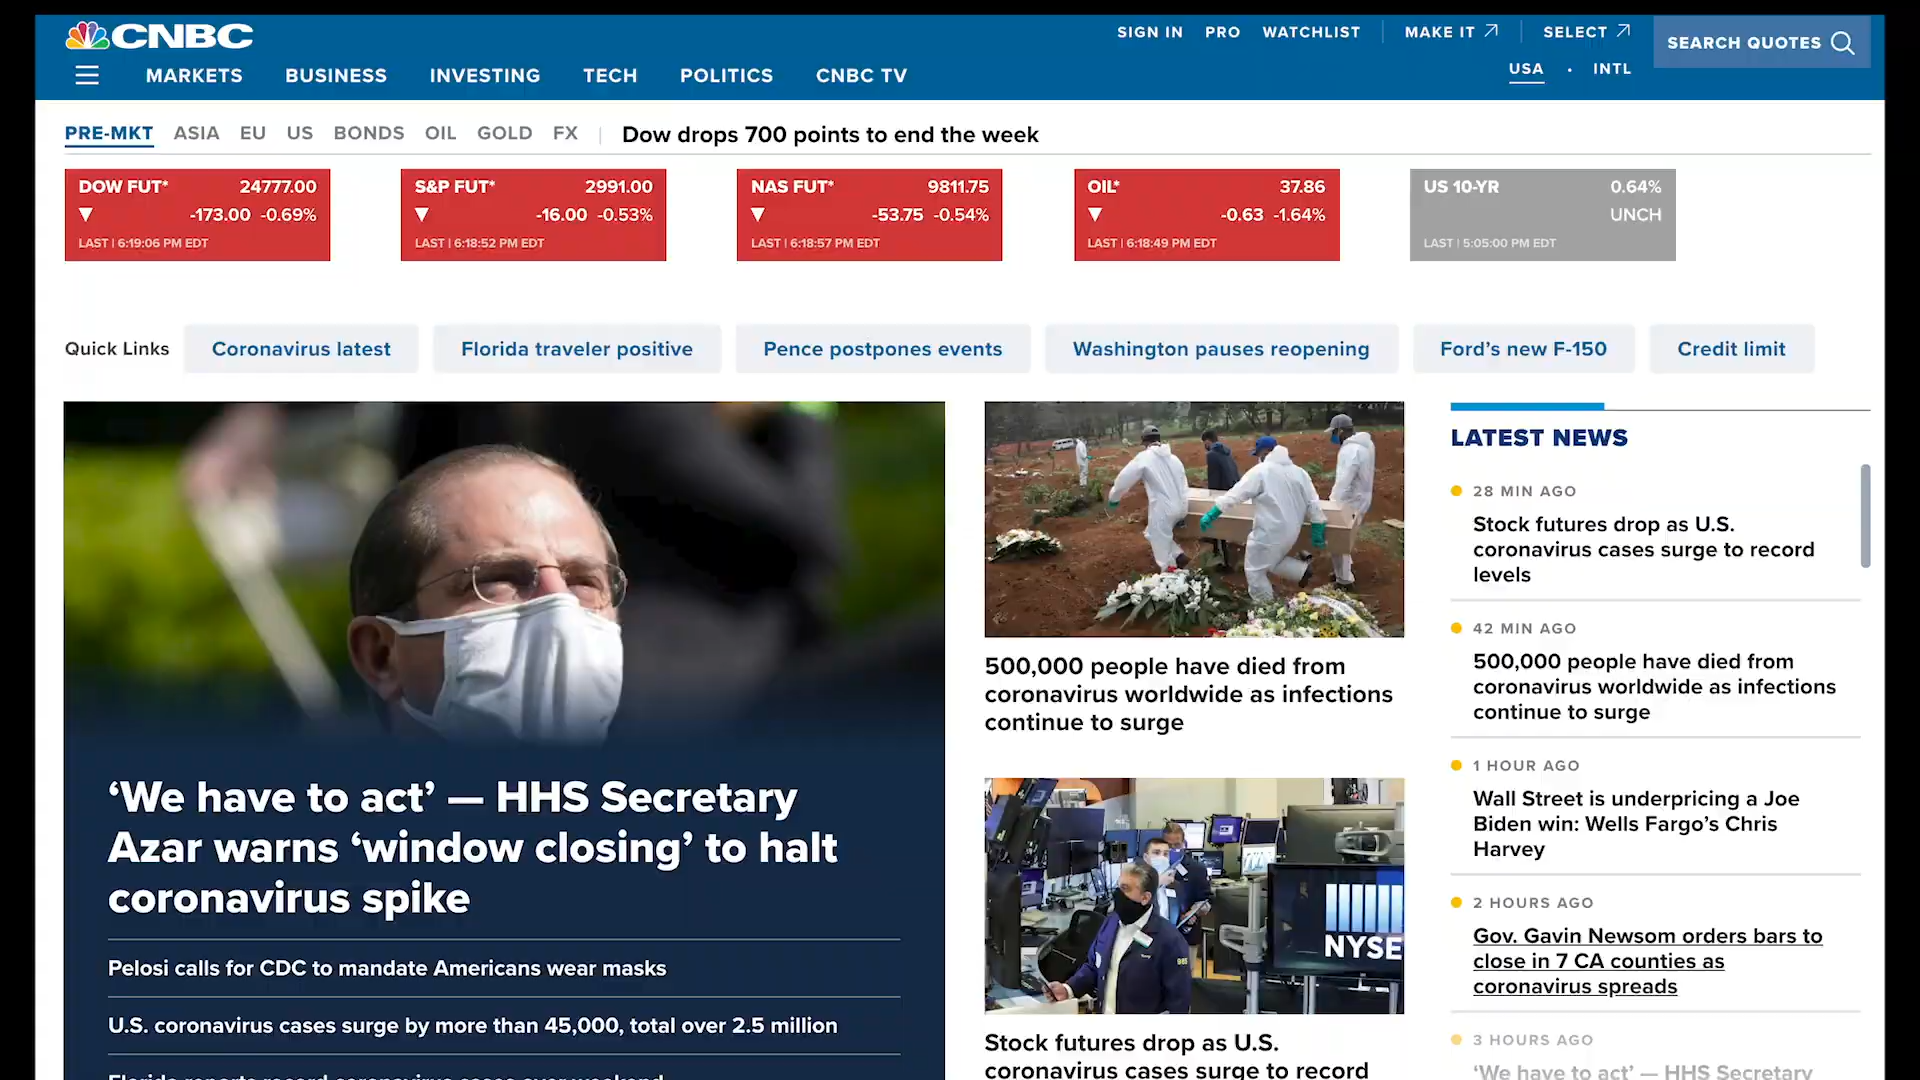 CNBC
SIGN IN PRO WATCHLIST MAKE IT SELECT
SEARCH QUOTES
USA • INTL
MARKETS BUSINESS INVESTING TECH POLITICS CNBC TV
PRE-MKT ASIA EU US BONDS OIL GOLD FX Dow drops 700 points to end the week
DOW FUT* 24777.00
-173.00 -0.69%
LAST | 6:19:06 PM EDT
S&P FUT* 2991.00
-16.00 -0.53%
LAST | 6:18:52 PM EDT
NAS FUT* 9811.75
-53.75 -0.54%
LAST | 6:18:57 PM EDT
OIL* 37.86
-0.63 -1.64%
LAST | 6:18:49 PM EDT
US 10-YR 0.64%
UNCH
LAST | 5:05:00 PM EDT
Quick Links Coronavirus latest Florida traveler positive Pence postpones events Washington pauses reopening Ford’s new F-150 Credit limit
‘We have to act’ — HHS Secretary
Azar warns ‘window closing’ to halt
coronavirus spike
Pelosi calls for CDC to mandate Americans wear masks
U.S. coronavirus cases surge by more than 45,000, total over 2.5 million
500,000 people have died from
coronavirus worldwide as infections
continue to surge
NYSE
Stock futures drop as U.S.
coronavirus cases surge to record
LATEST NEWS
28 MIN AGO
Stock futures drop as U.S.
coronavirus cases surge to record
levels
42 MIN AGO
500,000 people have died from
coronavirus worldwide as infections
continue to surge
1 HOUR AGO
Wall Street is underpricing a Joe
Biden win: Wells Fargo’s Chris
Harvey
2 HOURS AGO
Gov. Gavin Newsom orders bars to
close in 7 CA counties as
coronavirus spreads
3 HOURS AGO
‘We have to act’ — HHS Secretary